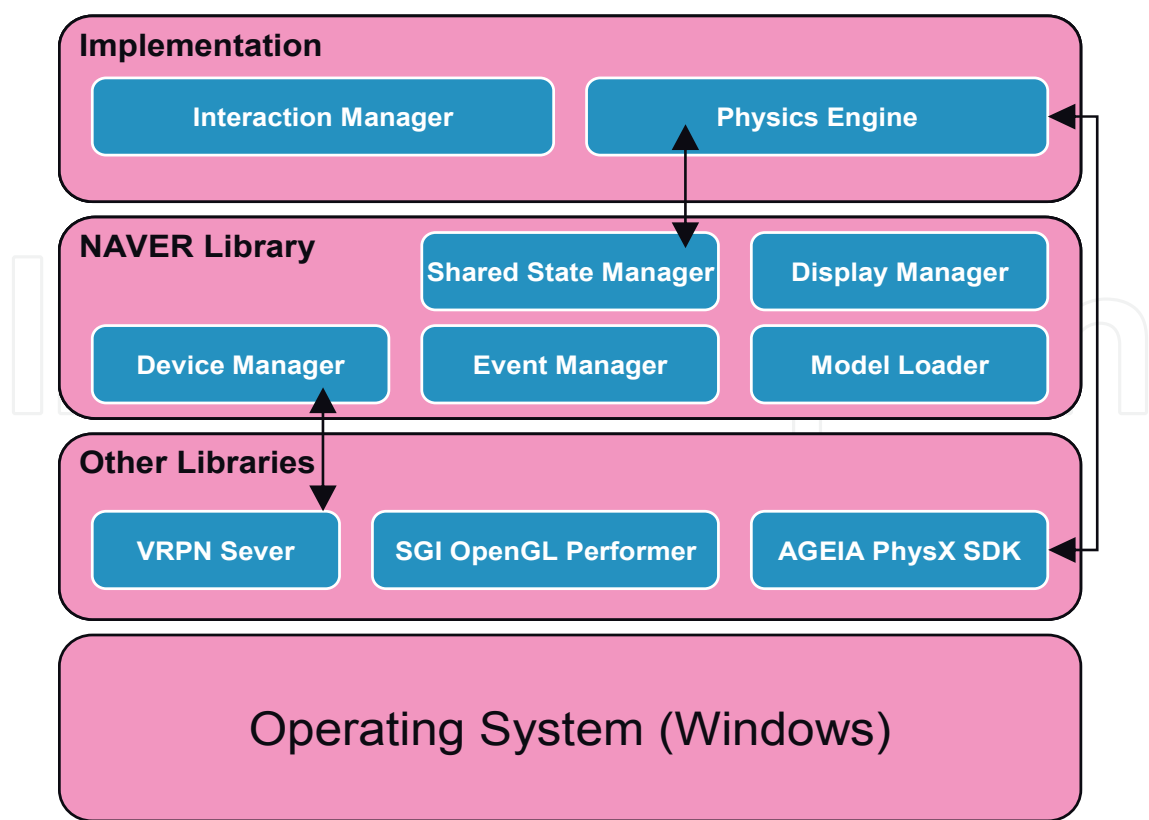 Implementation
Interaction Manager
Physics Engine
NAVER Library
Shared State Manager
Display Manager
Device Manager
Event Manager
Model Loader
Other Libraries
VRPN Sever
SGI OpenGL Performer
AGEIA PhysX SDK
Operating System (Windows)